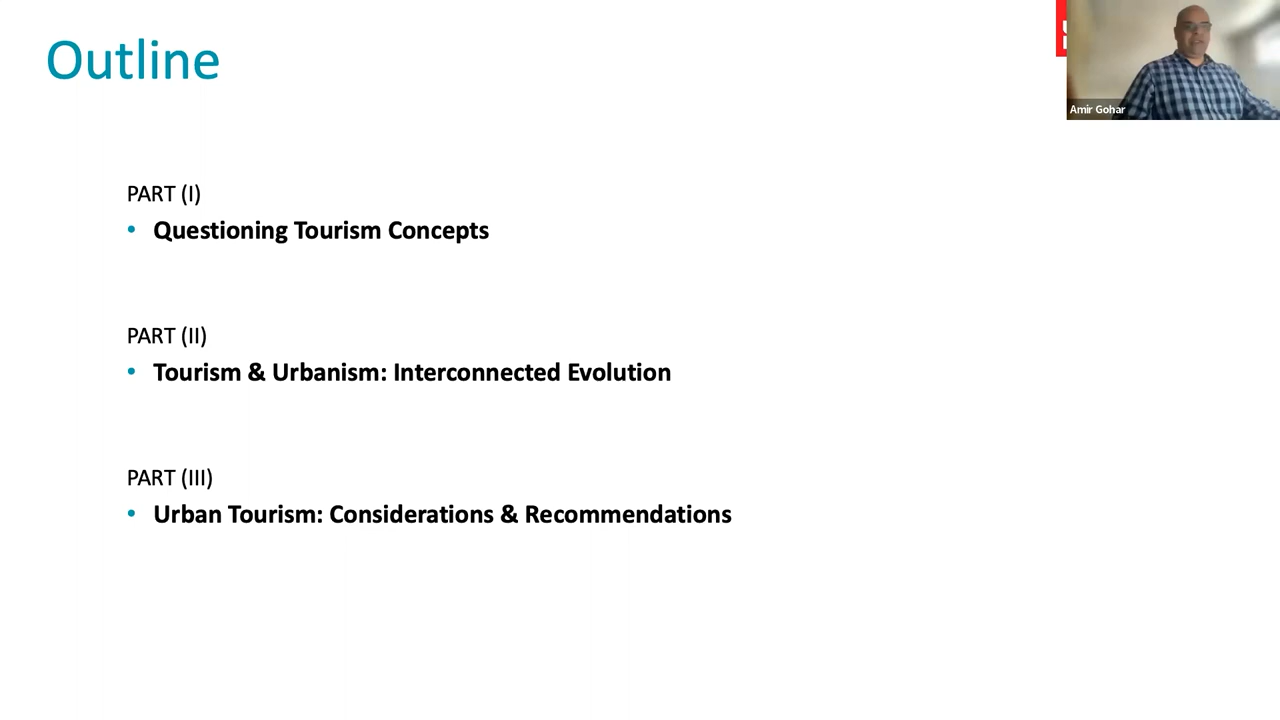 Outline
Amir Gohar
PART (I)
• Questioning Tourism Concepts
PART (II)
• Tourism & Urbanism: Interconnected Evolution
PART (III)
• Urban Tourism: Considerations & Recommendations